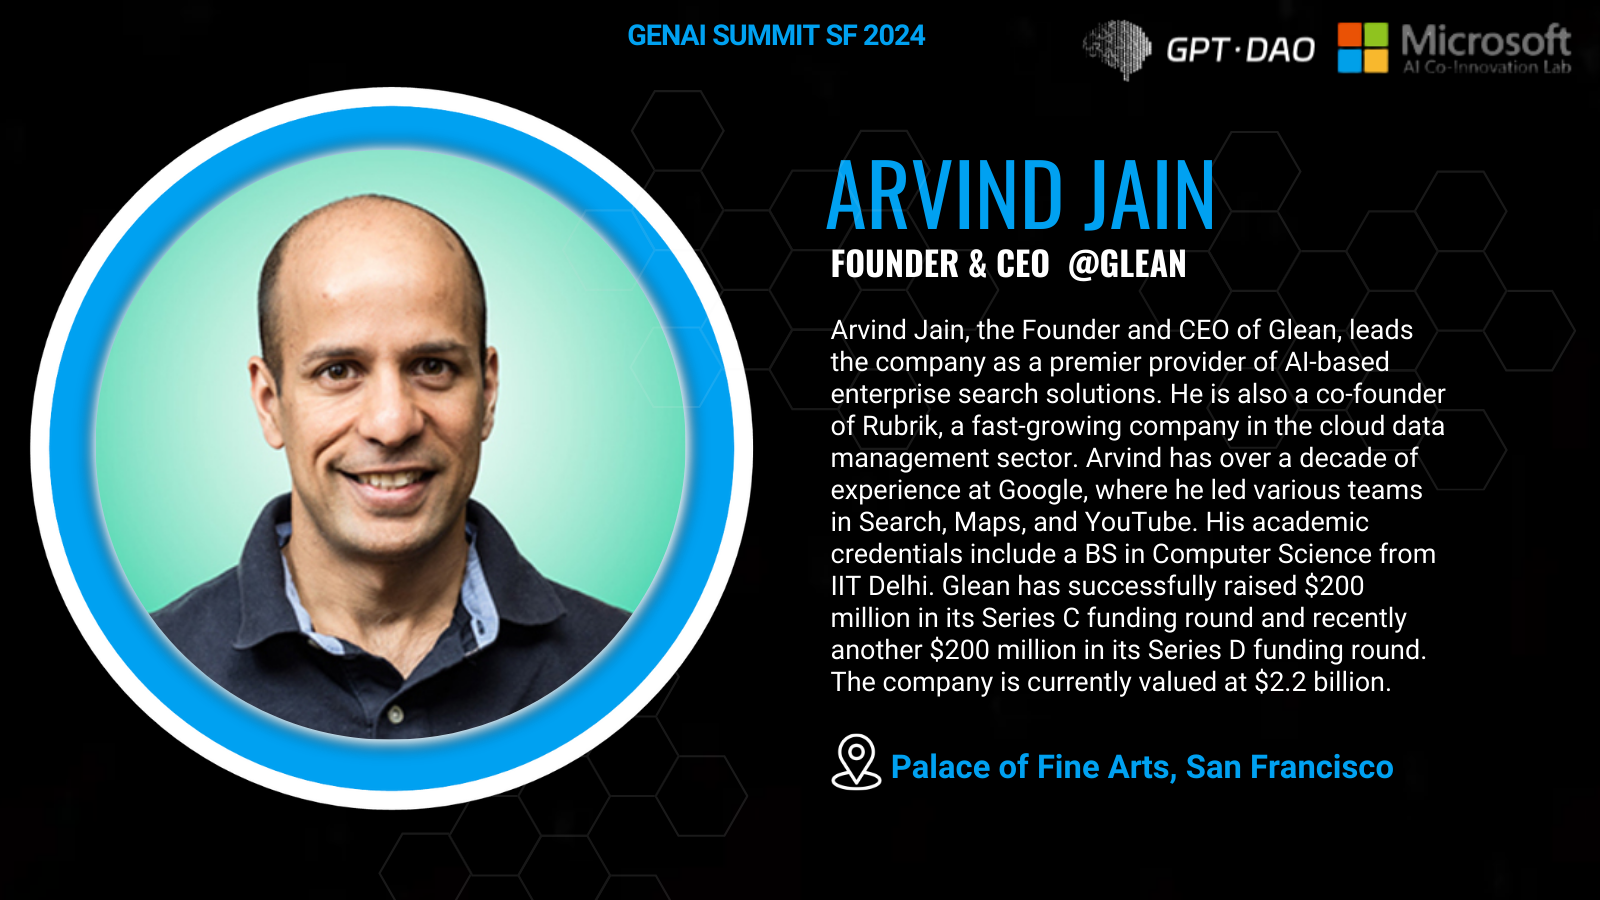 GENAI SUMMIT SF 2024
GPT·DAO
Microsoft
AI Co-Innovation Lab
ARVIND JAIN
FOUNDER & CEO @GLEAN
Arvind Jain, the Founder and CEO of Glean, leads
the company as a premier provider of AI-based
enterprise search solutions. He is also a co-founder
of Rubrik, a fast-growing company in the cloud data
management sector. Arvind has over a decade of
experience at Google, where he led various teams
in Search, Maps, and YouTube. His academic
credentials include a BS in Computer Science from
IIT Delhi. Glean has successfully raised $200
million in its Series C funding round and recently
another $200 million in its Series D funding round.
The company is currently valued at $2.2 billion.
Palace of Fine Arts, San Francisco